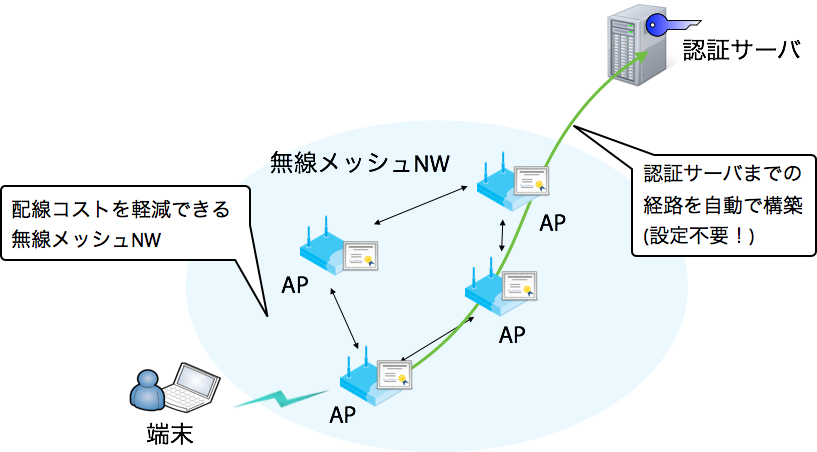 認証サーバ
無線メッシュNW
認証サーバまでの
経路を自動で構築
(設定不要！)
配線コストを軽減できる
無線メッシュNW
AP
AP
AP
AP
端末